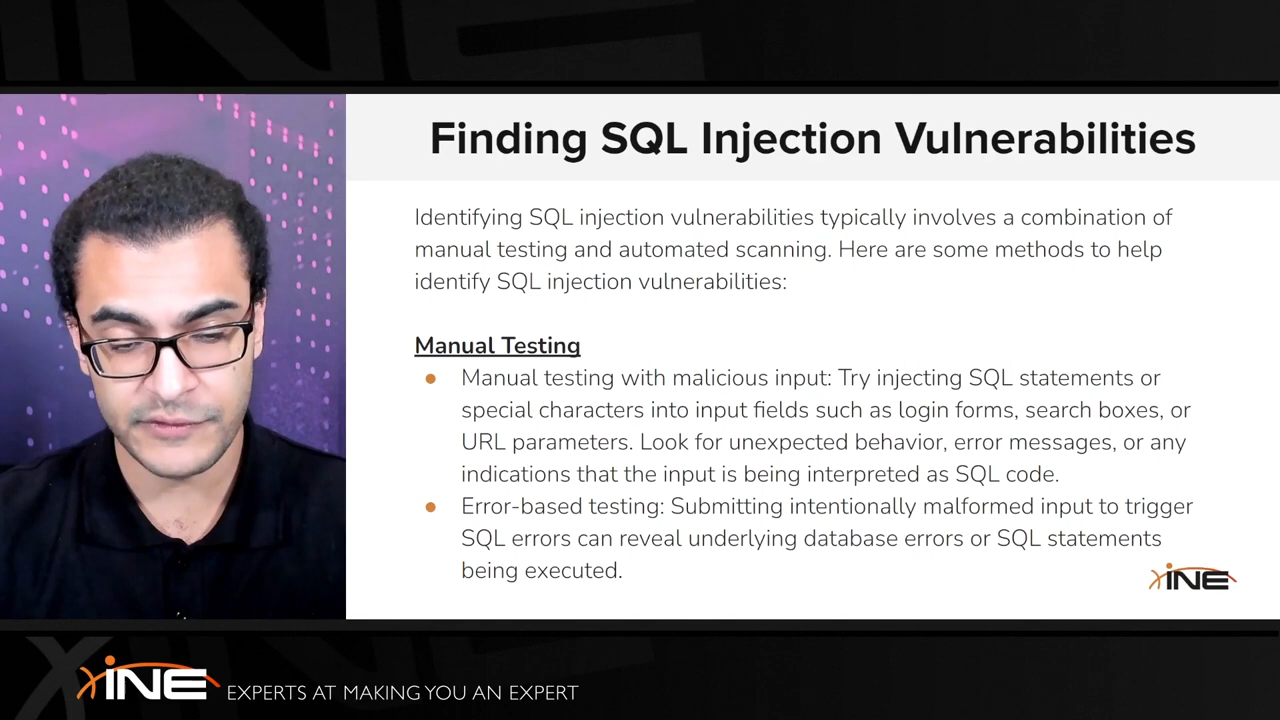 Finding SQL Injection Vulnerabilities
Identifying SQL injection vulnerabilities typically involves a combination of
manual testing and automated scanning. Here are some methods to help
identify SQL injection vulnerabilities:
Manual Testing
● Manual testing with malicious input: Try injecting SQL statements or
special characters into input fields such as login forms, search boxes, or
URL parameters. Look for unexpected behavior, error messages, or any
indications that the input is being interpreted as SQL code.
● Error-based testing: Submitting intentionally malformed input to trigger
SQL errors can reveal underlying database errors or SQL statements
being executed.
INE
INE EXPERTS AT MAKING YOU AN EXPERT